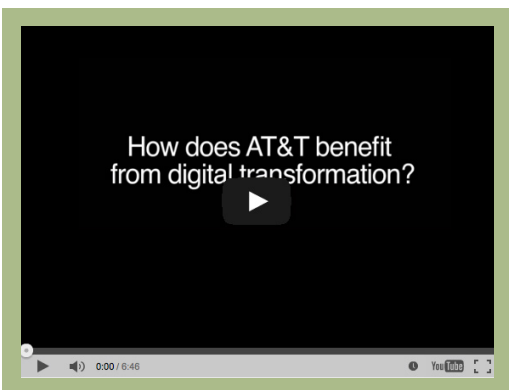 How does AT&T benefit
from digital transformation?
0:00 / 6:46
YouTube